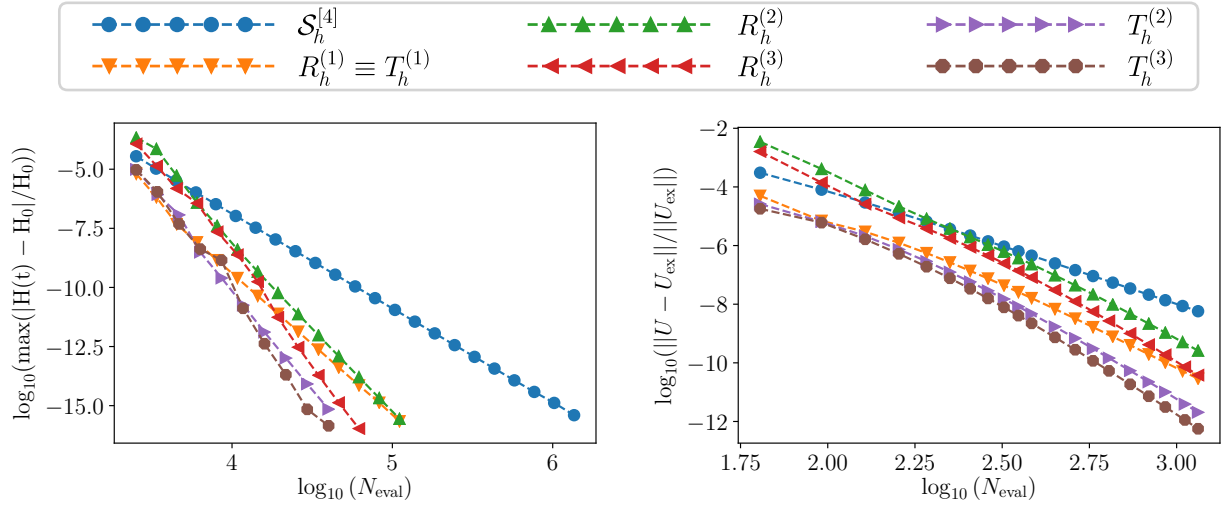 𝒮_h^{[4]} R_h^{(2)} T_h^{(2)}
R_h^{(1)} ≡ T_h^{(1)} R_h^{(3)} T_h^{(3)}
log₁₀(max(|H(t) − H₀|/H₀))
−5.0
−7.5
−10.0
−12.5
−15.0
4 5 6
log₁₀ (N_eval)
log₁₀(||U − U_ex||/||U_ex||)
−2
−4
−6
−8
−10
−12
1.75 2.00 2.25 2.50 2.75 3.00
log₁₀ (N_eval)